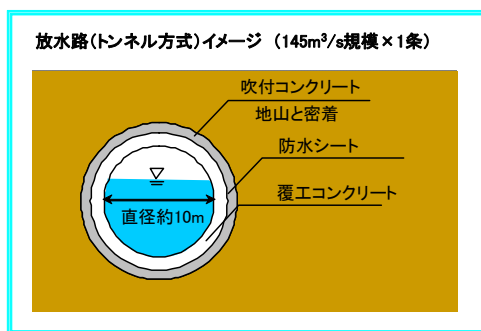 放水路(トンネル方式)イメージ (145m³/s規模×1条)
吹付コンクリート
地山と密着
防水シート
覆工コンクリート
直径約10m